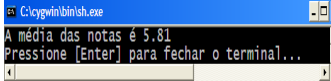 C:\cygwin\bin\sh.exe
A média das notas é 5.81
Pressione [Enter] para fechar o terminal...